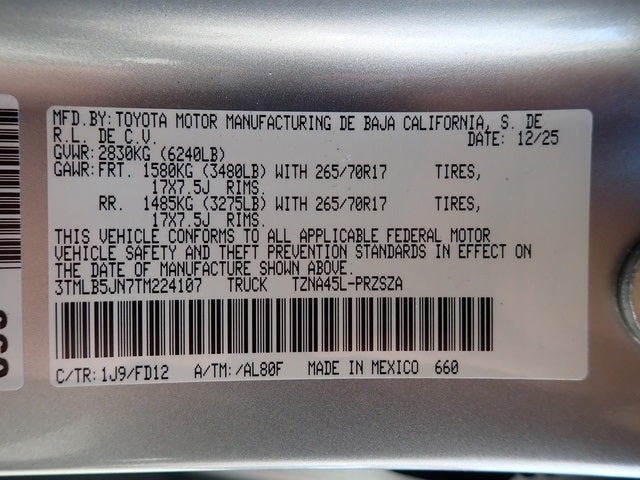 MFD.BY:TOYOTA MOTOR MANUFACTURING DE BAJA CALIFORNIA, S. DE
R.L. DE C.V. DATE: 12/25
GVWR:2830KG (6240LB)
GAWR:FRT. 1580KG (3480LB) WITH 265/70R17 TIRES,
17X7.5J RIMS.
RR. 1485KG (3275LB) WITH 265/70R17 TIRES,
17X7.5J RIMS.
THIS VEHICLE CONFORMS TO ALL APPLICABLE FEDERAL MOTOR
VEHICLE SAFETY AND THEFT PREVENTION STANDARDS IN EFFECT ON
THE DATE OF MANUFACTURE SHOWN ABOVE.
3TMLB5JN7TM224107 TRUCK TZNA45L-PRZSZA
C/TR:1J9/FD12 A/TM:/AL80F MADE IN MEXICO 660